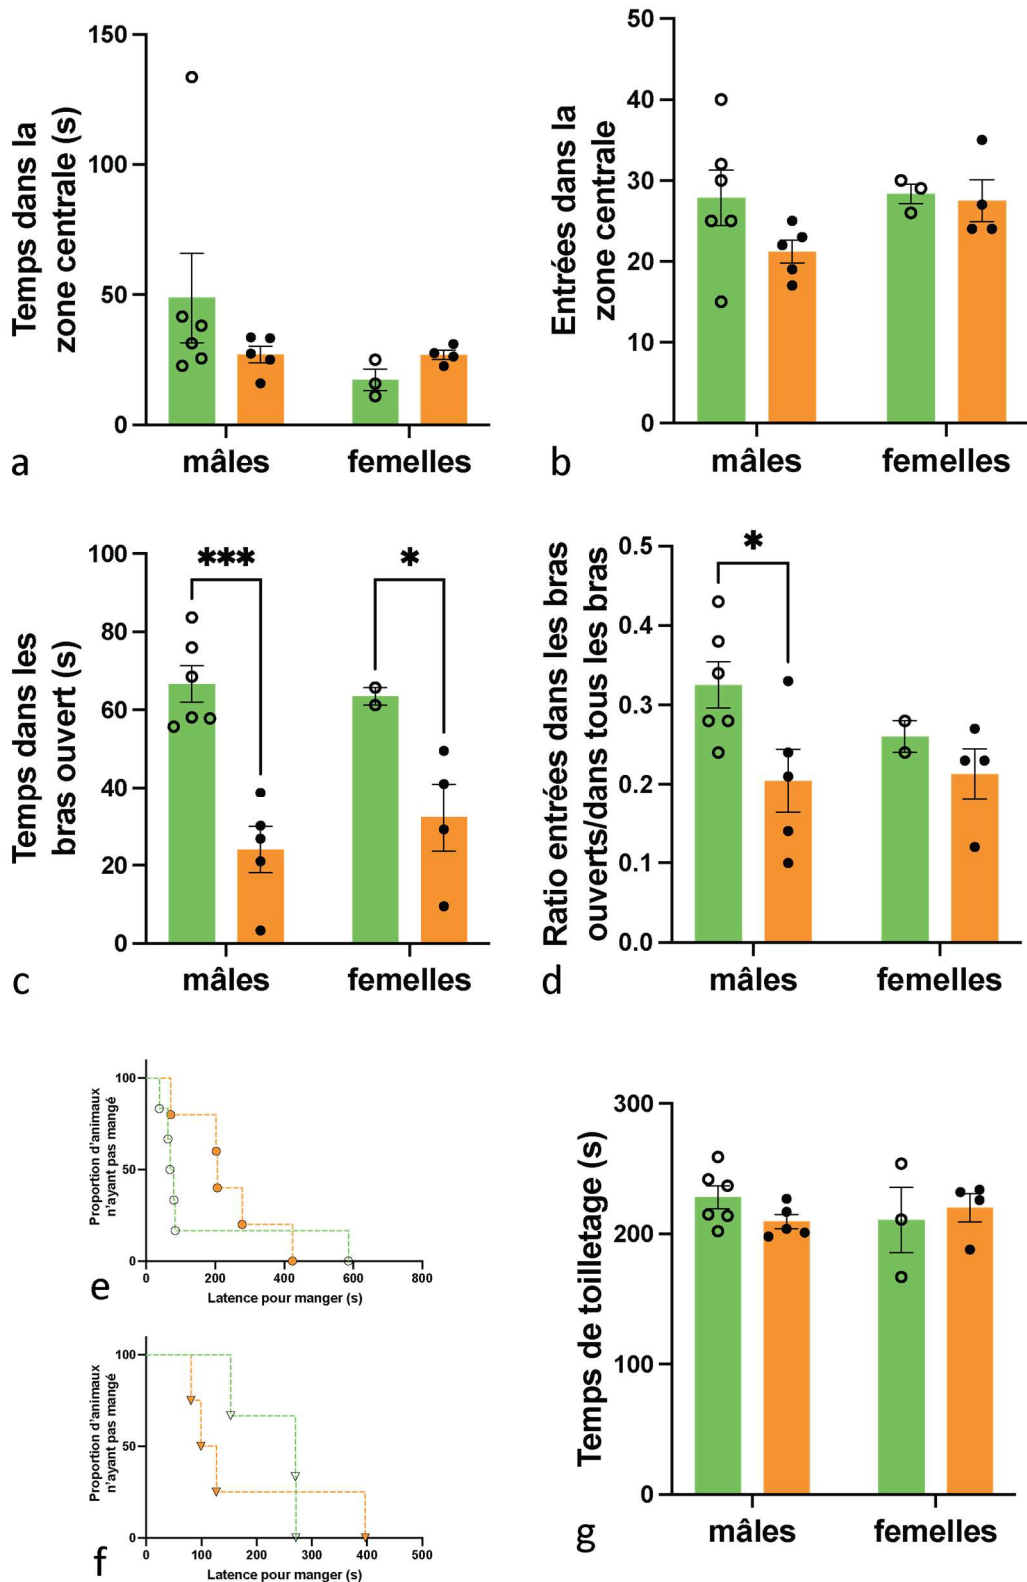 Temps dans la
zone centrale (s)
150
100
50
0
mâles
femelles
a
Entrées dans la
zone centrale
50
40
30
20
10
0
mâles
femelles
b
Temps dans les
bras ouvert (s)
100
80
60
40
20
0
***
*
mâles
femelles
c
Ratio entrées dans les bras
ouverts/dans tous les bras
0.5
0.4
0.3
0.2
0.1
0.0
*
mâles
femelles
d
Proportion d'animaux
n'ayant pas mangé
100
50
0
0 200 400 600 800
Latence pour manger (s)
e
Proportion d'animaux
n'ayant pas mangé
100
50
0
0 100 200 300 400 500
Latence pour manger (s)
f
Temps de toilletage (s)
300
200
100
0
mâles
femelles
g